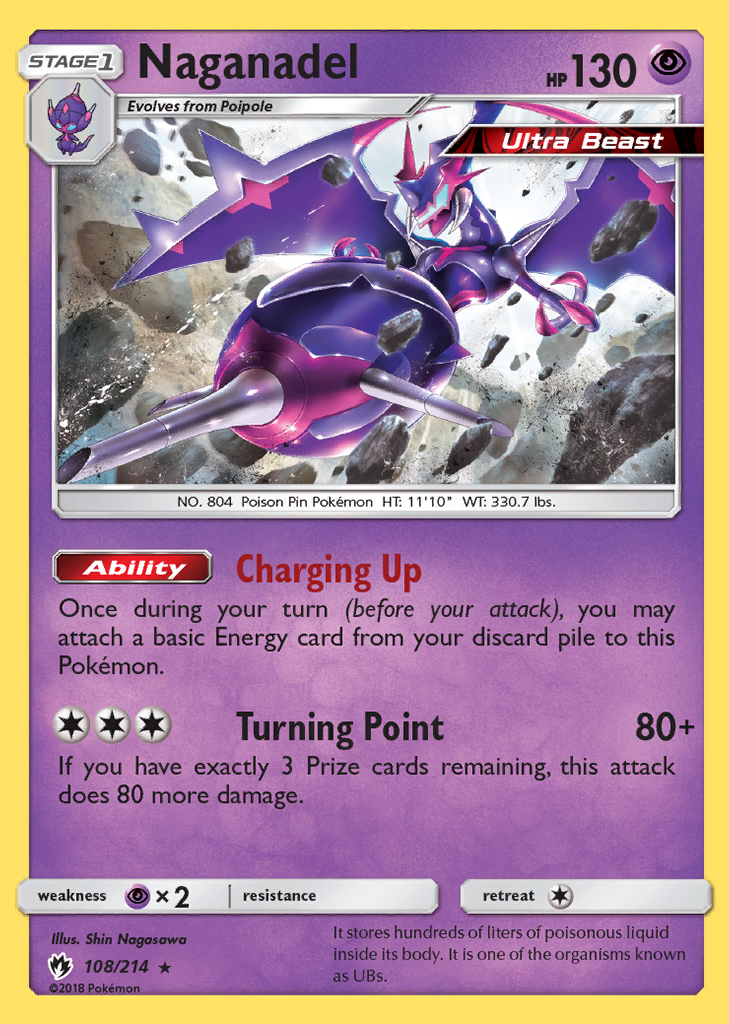 STAGE1
Naganadel
HP 130
Evolves from Poipole
Ultra Beast
NO. 804 Poison Pin Pokémon HT: 11'10" WT: 330.7 lbs.
Ability Charging Up
Once during your turn (before your attack), you may
attach a basic Energy card from your discard pile to this
Pokémon.
Turning Point 80+
If you have exactly 3 Prize cards remaining, this attack
does 80 more damage.
weakness ×2 resistance retreat
Illus. Shin Nagasawa
108/214 ★
©2018 Pokémon
It stores hundreds of liters of poisonous liquid
inside its body. It is one of the organisms known
as UBs.